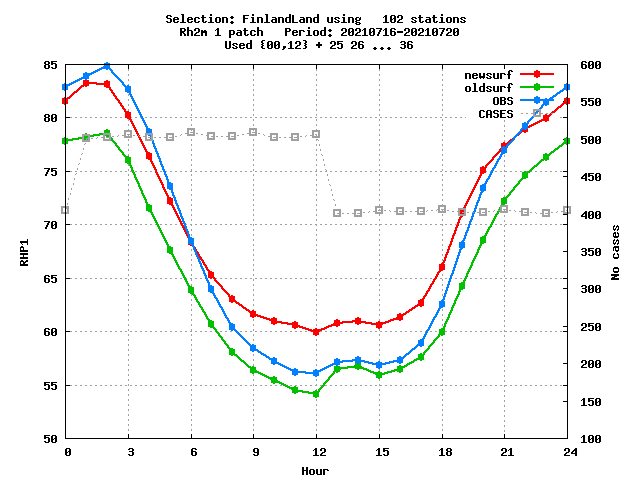 Selection: FinlandLand using   102 stations
Rh2m 1 patch   Period: 20210716-20210720
Used {00,12} + 25 26 ... 36
newsurf
oldsurf
OBS
CASES
85
80
75
70
65
60
55
50
RHP1
600
550
500
450
400
350
300
250
200
150
100
No cases
0 3 6 9 12 15 18 21 24
Hour